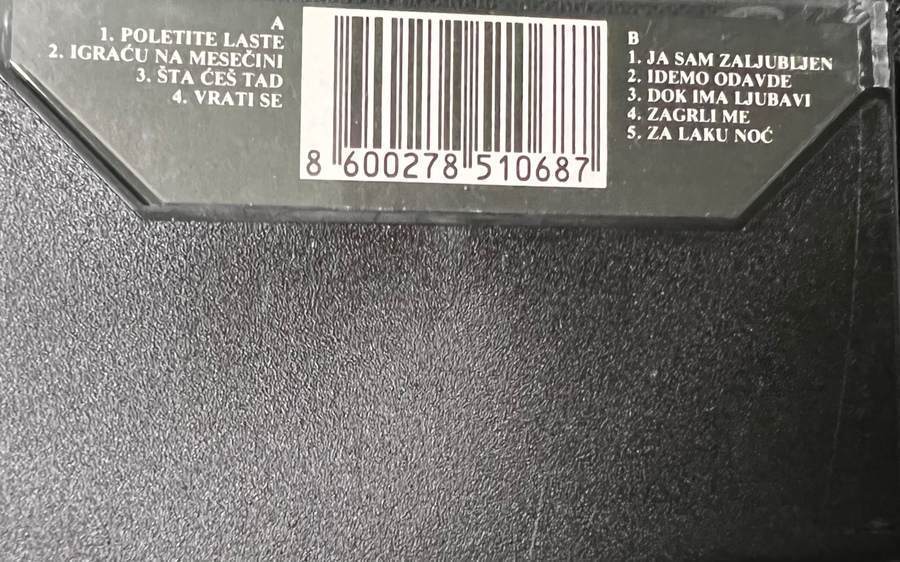 A
1. POLETITE LASTE
2. IGRAĆU NA MESEČINI
3. ŠTA ĆEŠ TAD
4. VRATI SE
8 600278 510687
B
1. JA SAM ZALJUBLJEN
2. IDEMO ODAVDE
3. DOK IMA LJUBAVI
4. ZAGRLI ME
5. ZA LAKU NOĆ